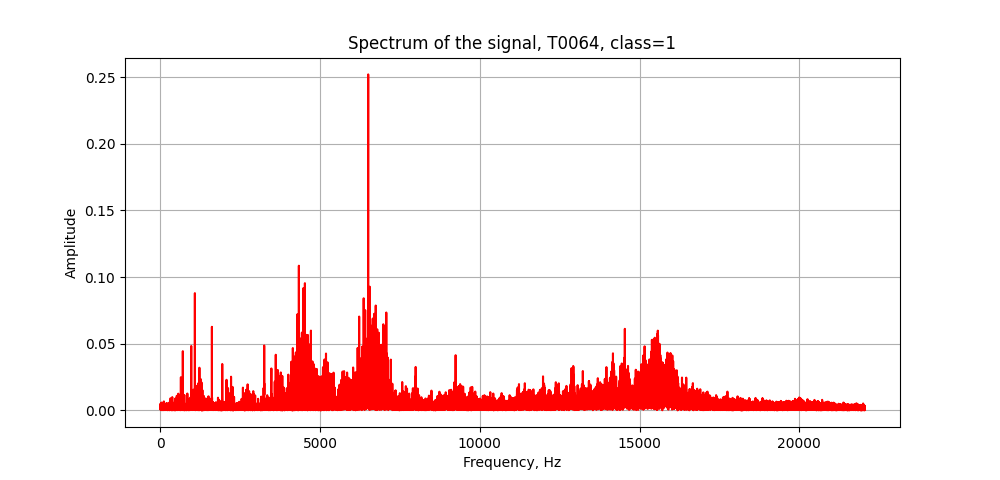 Spectrum of the signal, T0064, class=1
0.25
0.20
0.15
0.10
0.05
0.00
Amplitude
0 5000 10000 15000 20000
Frequency, Hz